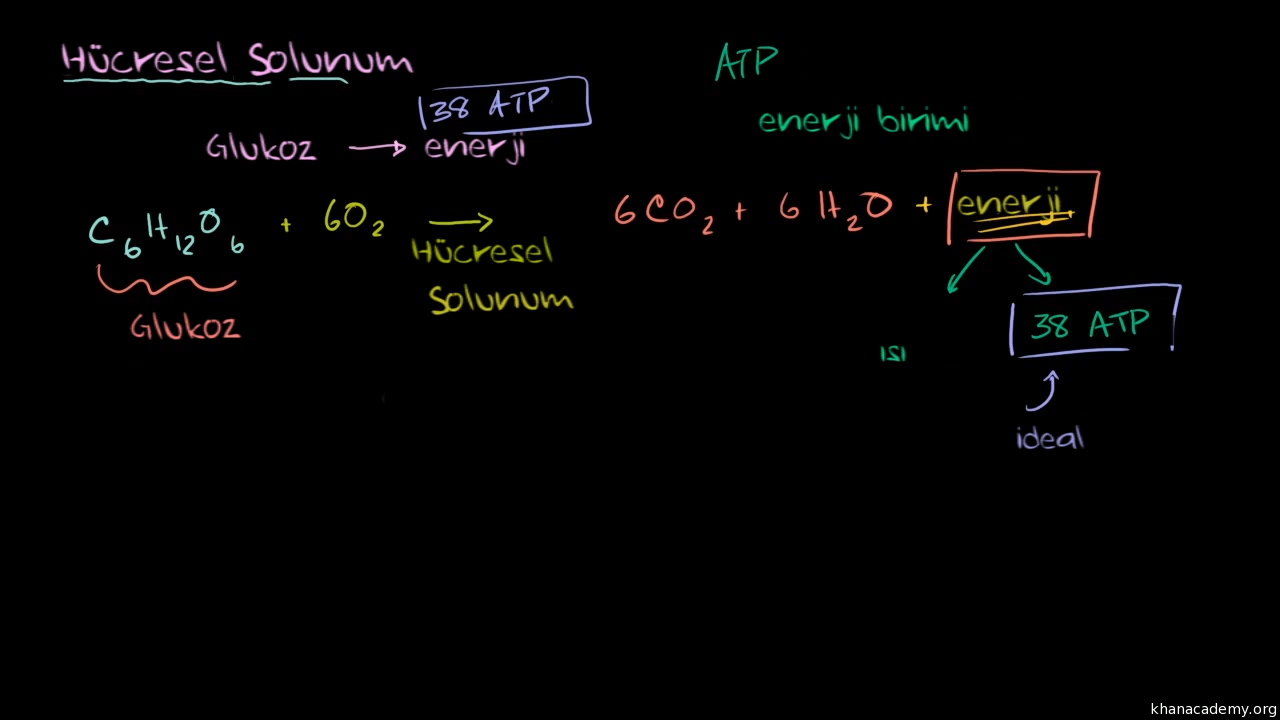 Hücresel Solunum
ATP
38 ATP
enerji birimi
Glukoz → enerji
C6H12O6 + 6O2 → 6CO2 + 6H2O + enerji
Hücresel
Solunum
Glukoz
38 ATP
ısı
ideal
khanacademy.org